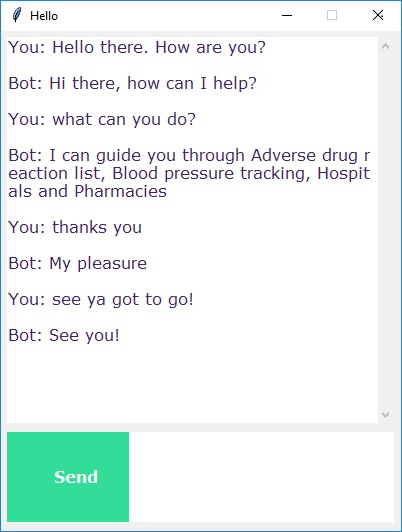 Hello
You: Hello there. How are you?
Bot: Hi there, how can I help?
You: what can you do?
Bot: I can guide you through Adverse drug r
eaction list, Blood pressure tracking, Hospit
als and Pharmacies
You: thanks you
Bot: My pleasure
You: see ya got to go!
Bot: See you!
Send